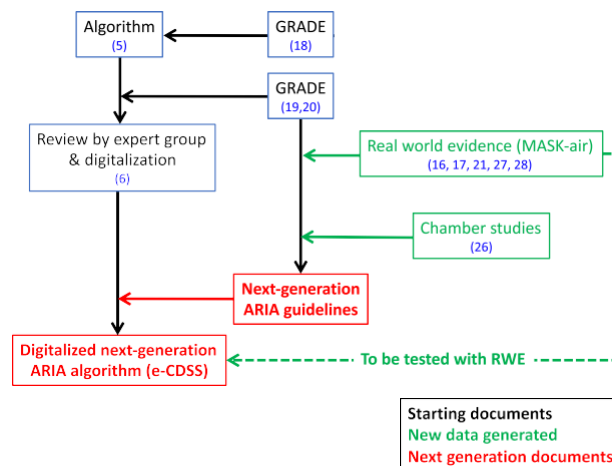 Algorithm
(5)
GRADE
(18)
GRADE
(19,20)
Review by expert group
& digitalization
(6)
Real world evidence (MASK-air)
(16, 17, 21, 27, 28)
Chamber studies
(26)
Next-generation
ARIA guidelines
Digitalized next-generation
ARIA algorithm (e-CDSS)
To be tested with RWE
Starting documents
New data generated
Next generation documents